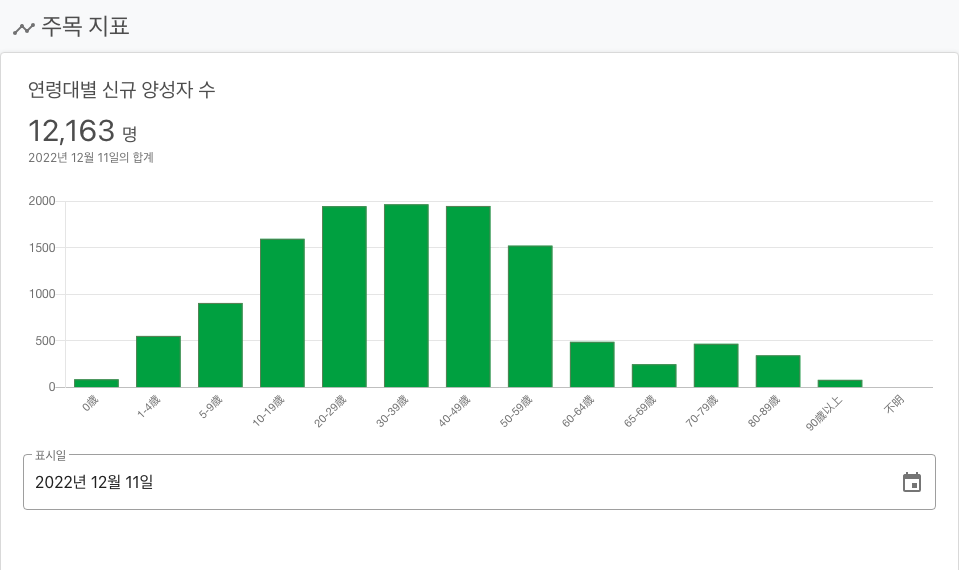 주목 지표
연령대별 신규 양성자 수
12,163 명
2022년 12월 11일의 합계
2000
1500
1000
500
0
0歳
1-4歳
5-9歳
10-19歳
20-29歳
30-39歳
40-49歳
50-59歳
60-64歳
65-69歳
70-79歳
80-89歳
90歳以上
不明
표시일
2022년 12월 11일